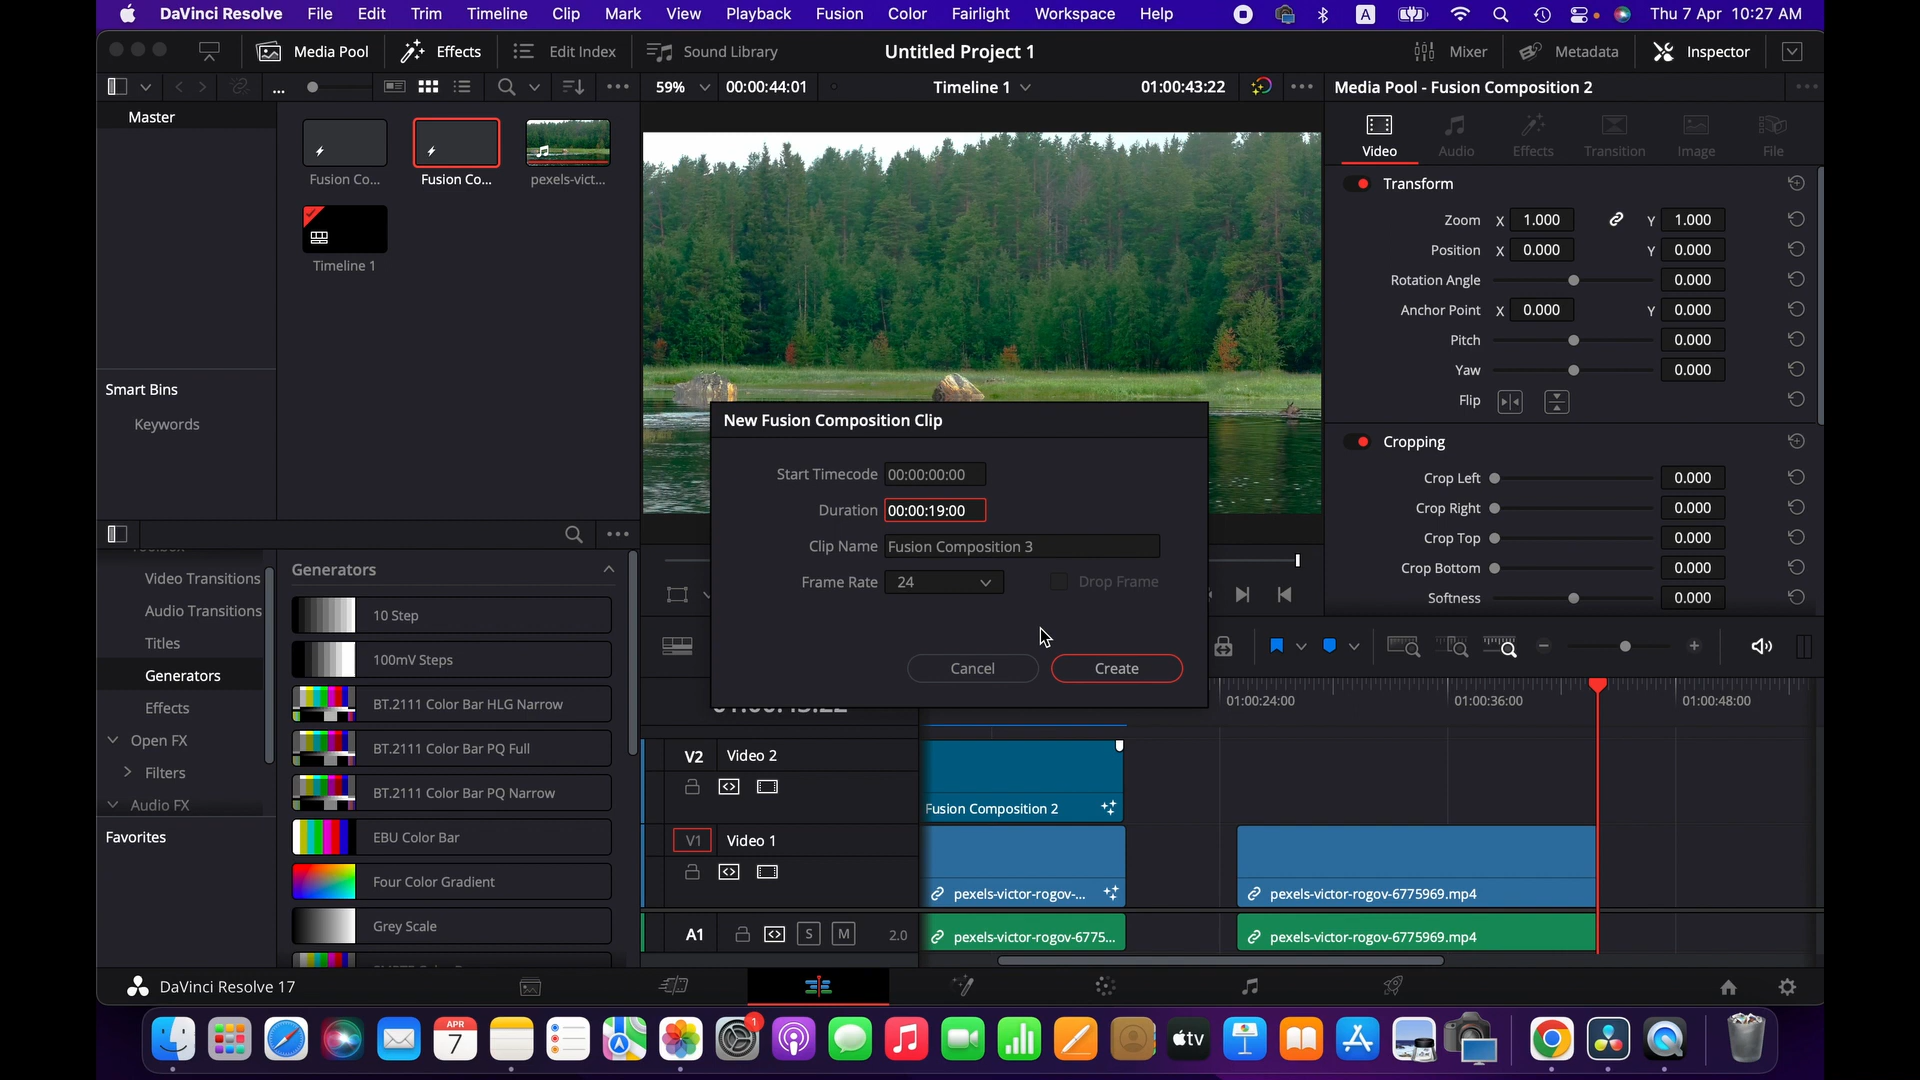 DaVinci Resolve File Edit Trim Timeline Clip Mark View Playback Fusion Color Fairlight Workspace Help A Thu 7 Apr 10:27 AM
Media Pool Effects Edit Index Sound Library Untitled Project 1 Mixer Metadata Inspector
... 59% 00:00:44:01 Timeline 1 01:00:43:22 Media Pool - Fusion Composition 2
Master
Video Audio Effects Transition Image File
Fusion Co... Fusion Co... pexels-vict...
Timeline 1
Transform
Zoom X 1.000 Y 1.000
Position X 0.000 Y 0.000
Rotation Angle 0.000
Anchor Point X 0.000 Y 0.000
Pitch 0.000
Yaw 0.000
Flip
Smart Bins
Keywords
Cropping
Crop Left 0.000
Crop Right 0.000
Crop Top 0.000
Crop Bottom 0.000
Softness 0.000
New Fusion Composition Clip
Start Timecode 00:00:00:00
Duration 00:00:19:00
Clip Name Fusion Composition 3
Frame Rate 24 Drop Frame
Cancel Create
Video Transitions
Audio Transitions
Titles
Generators
Effects
Open FX
Filters
Audio FX
Favorites
Generators
10 Step
100mV Steps
BT.2111 Color Bar HLG Narrow
BT.2111 Color Bar PQ Full
BT.2111 Color Bar PQ Narrow
EBU Color Bar
Four Color Gradient
Grey Scale
01:00:24:00 01:00:36:00 01:00:48:00
V2 Video 2
Fusion Composition 2
V1 Video 1
pexels-victor-rogov-... pexels-victor-rogov-6775969.mp4
A1 S M 2.0 pexels-victor-rogov-6775... pexels-victor-rogov-6775969.mp4
DaVinci Resolve 17
APR
7
1
tv